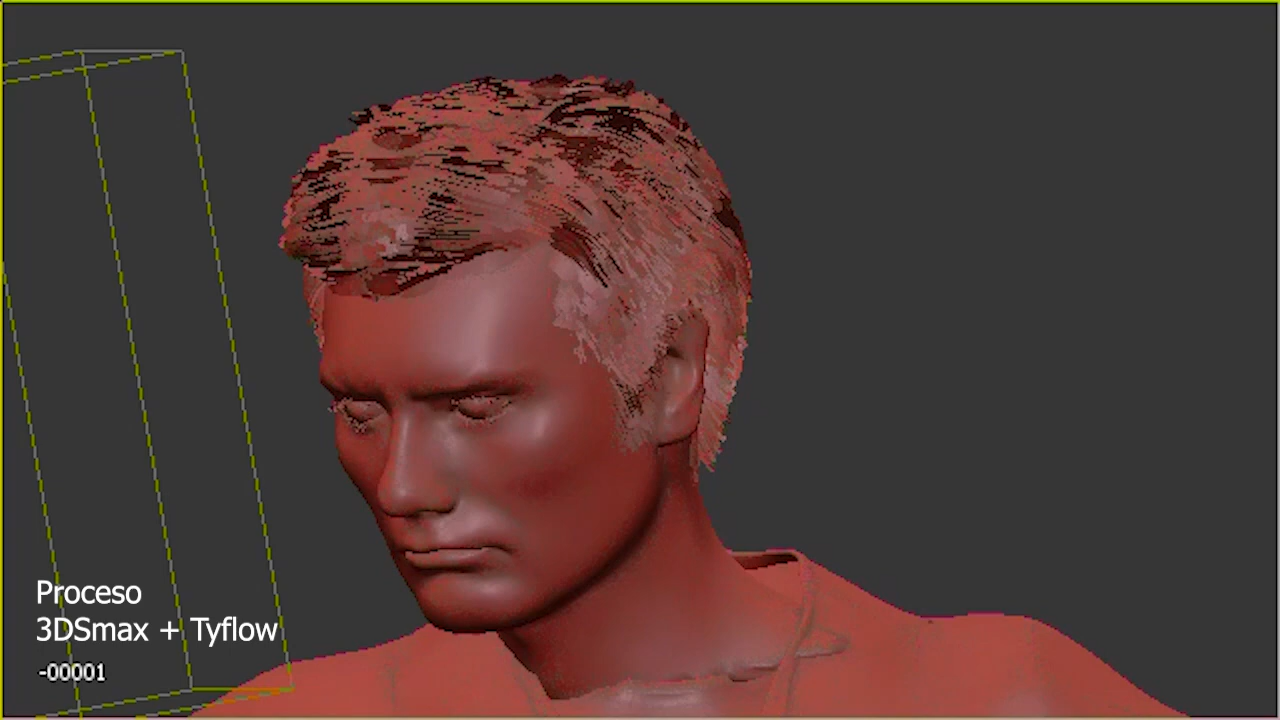 Proceso
3DSmax + Tyflow
-00001